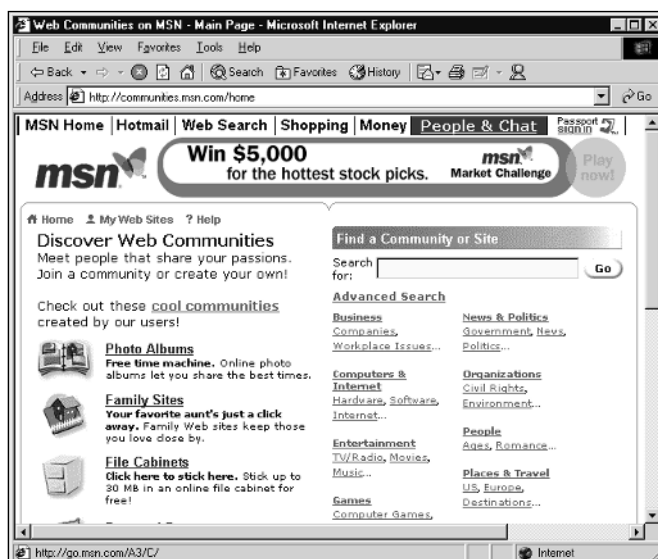 Web Communities on MSN - Main Page - Microsoft Internet Explorer
File Edit View Favorites Tools Help
Back Search Favorites History
Address http://communities.msn.com/home Go
MSN Home Hotmail Web Search Shopping Money People & Chat Passport sign in
msn
Win $5,000
for the hottest stock picks.
msn
Market Challenge
Play now!
Home My Web Sites ? Help
Discover Web Communities
Meet people that share your passions.
Join a community or create your own!
Check out these cool communities
created by our users!
Photo Albums
Free time machine. Online photo
albums let you share the best times.
Family Sites
Your favorite aunt's just a click
away. Family Web sites keep those
you love close by.
File Cabinets
Click here to stick here. Stick up to
30 MB in an online file cabinet for
free!
Find a Community or Site
Search for: Go
Advanced Search
Business
Companies,
Workplace Issues...
Computers &
Internet
Hardware, Software,
Internet...
Entertainment
TV/Radio, Movies,
Music...
Games
Computer Games,
News & Politics
Government, News,
Politics...
Organizations
Civil Rights,
Environment...
People
Ages, Romance...
Places & Travel
US, Europe,
Destinations...
http://go.msn.com/A3/C/
Internet